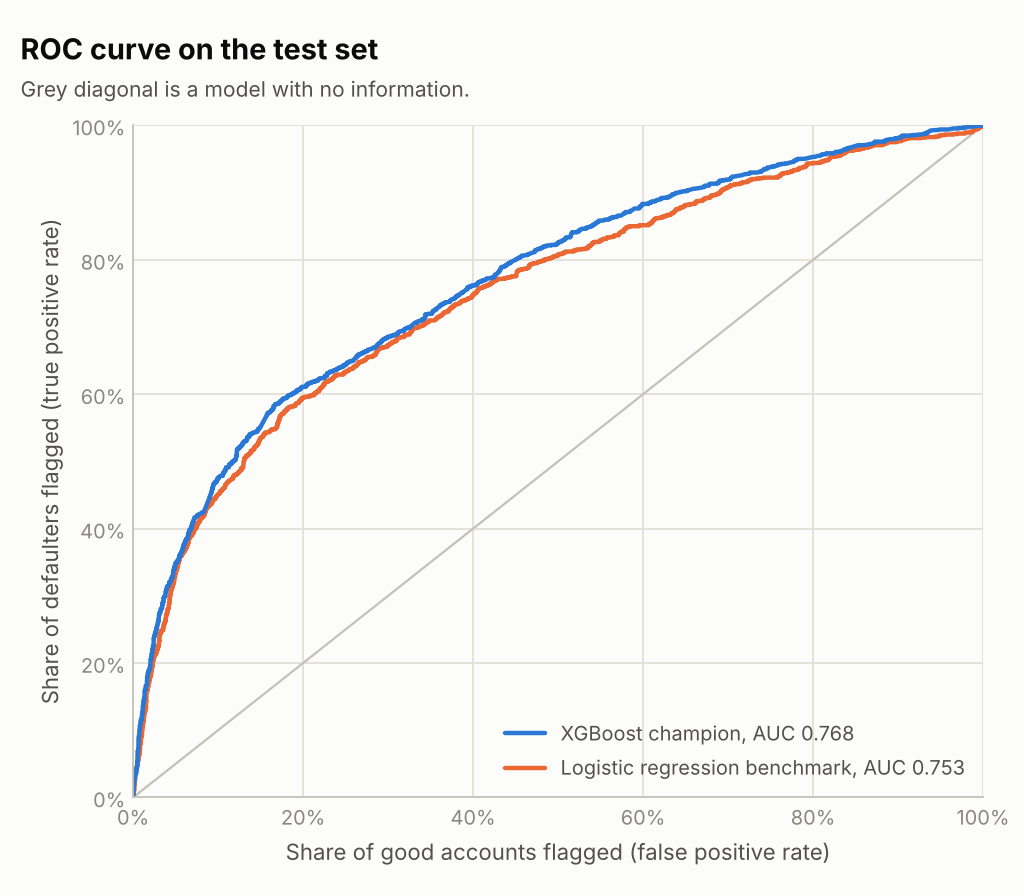 ROC curve on the test set
Grey diagonal is a model with no information.
100%
80%
60%
40%
20%
0%
Share of defaulters flagged (true positive rate)
XGBoost champion, AUC 0.768
Logistic regression benchmark, AUC 0.753
0% 20% 40% 60% 80% 100%
Share of good accounts flagged (false positive rate)